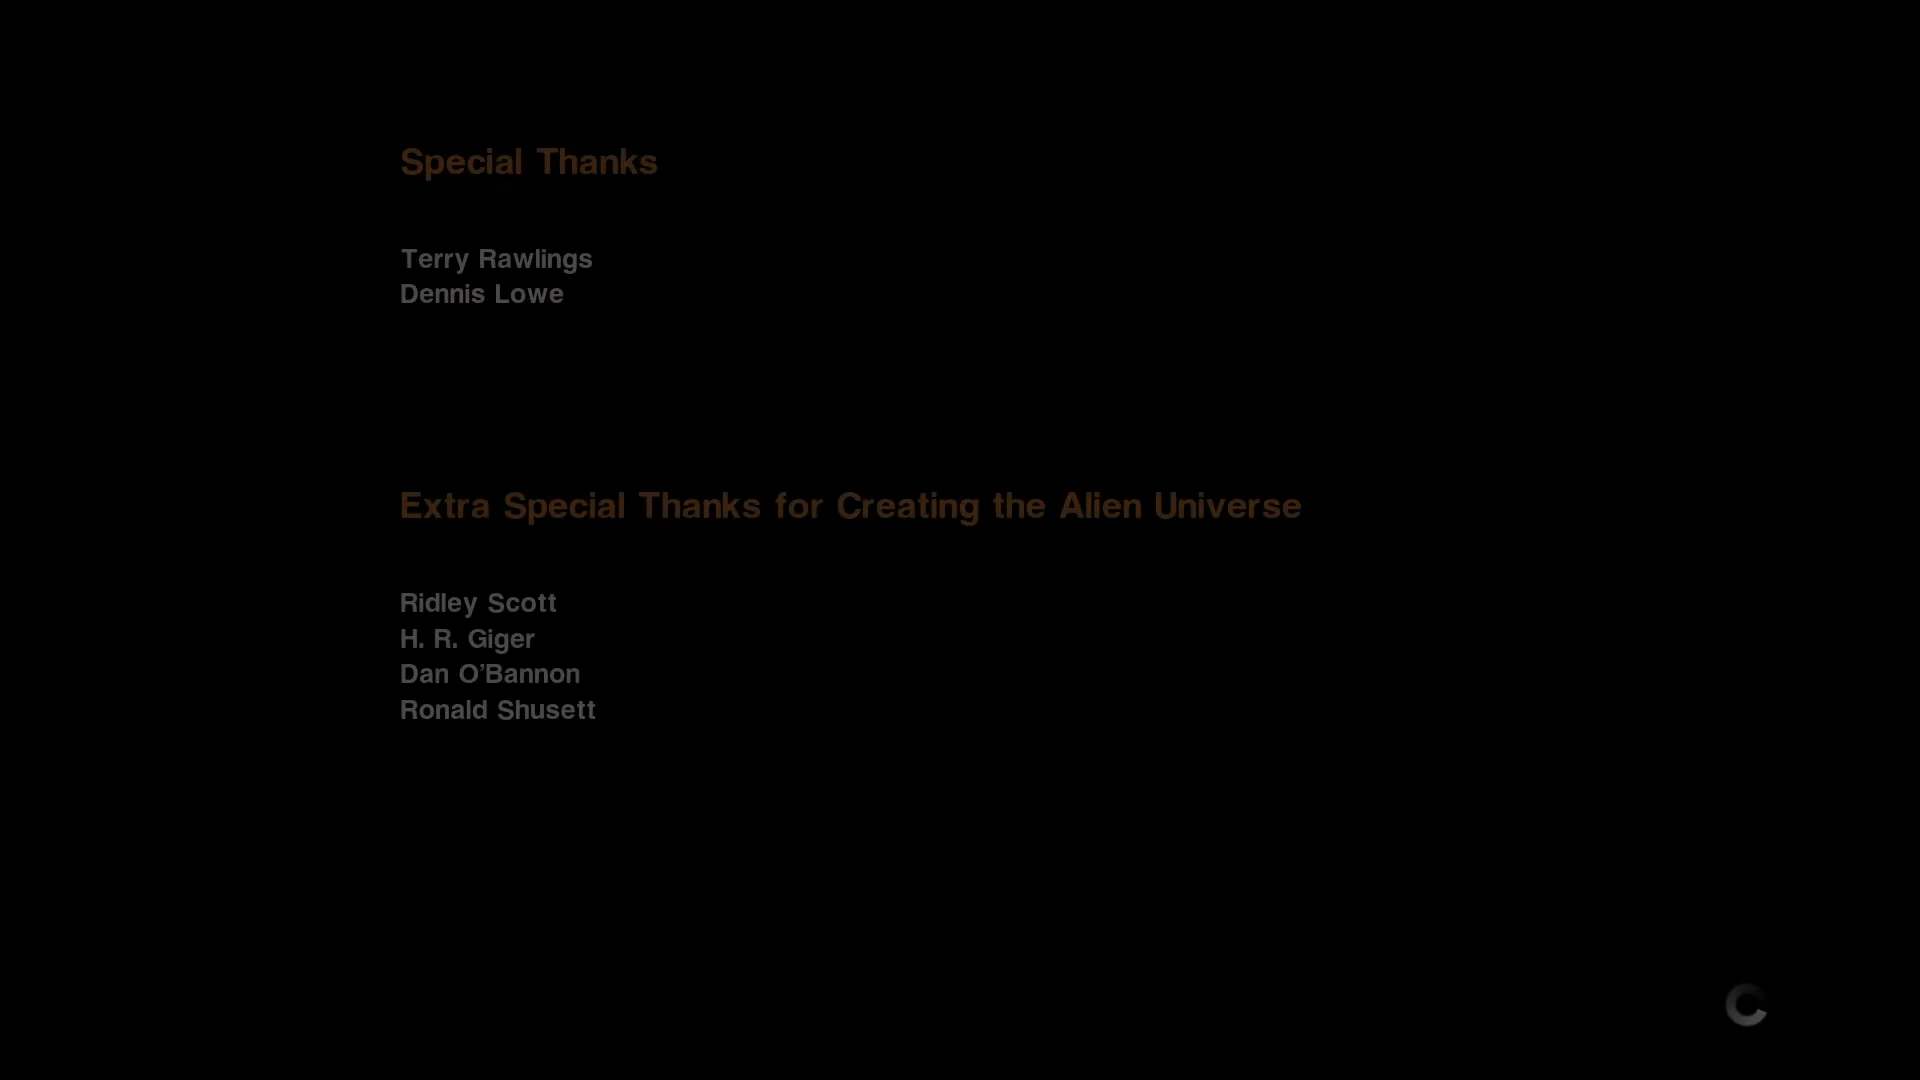 Special Thanks
Terry Rawlings
Dennis Lowe
Extra Special Thanks for Creating the Alien Universe
Ridley Scott
H. R. Giger
Dan O’Bannon
Ronald Shusett